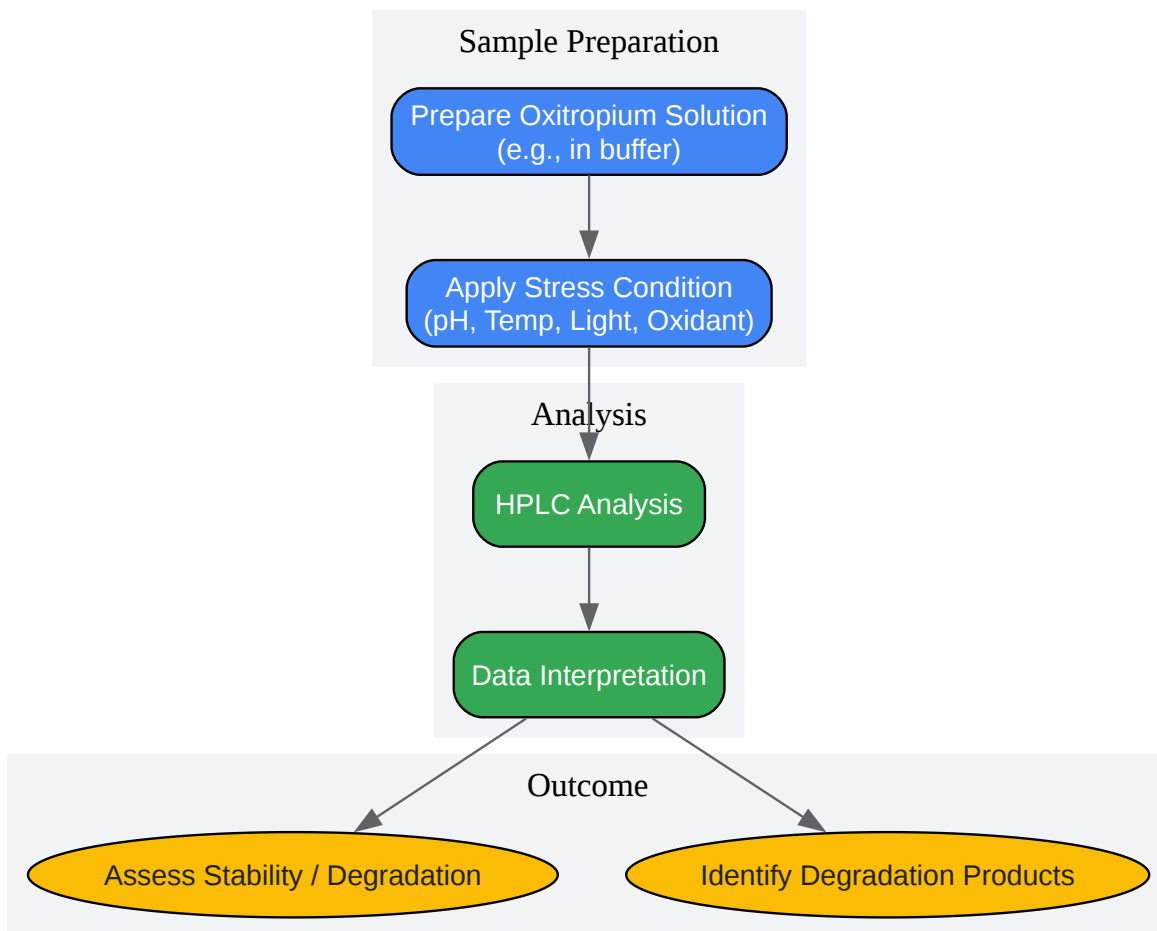 Sample Preparation
Prepare Oxitropium Solution
(e.g., in buffer)
Apply Stress Condition
(pH, Temp, Light, Oxidant)
Analysis
HPLC Analysis
Data Interpretation
Outcome
Assess Stability / Degradation
Identify Degradation Products